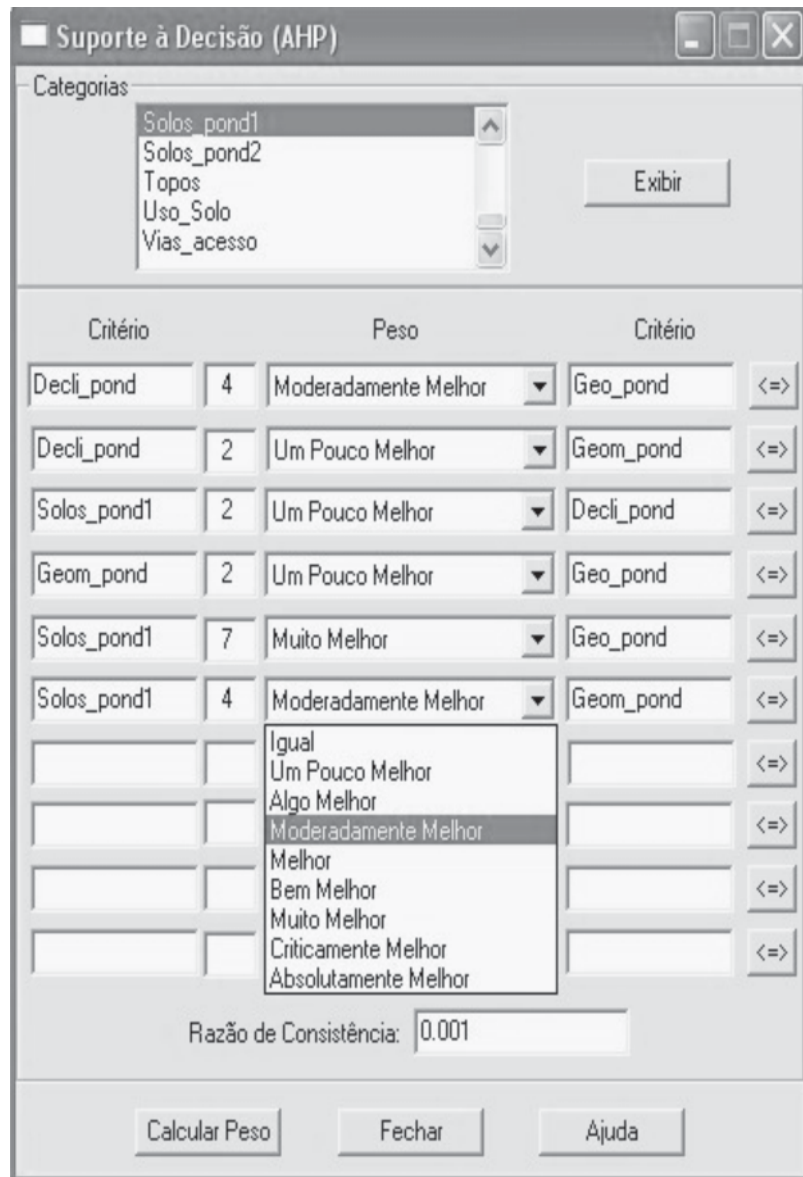 Suporte à Decisão (AHP)
Categorias
Solos_pond1
Solos_pond2
Topos
Uso_Solo
Vias_acesso
Exibir
Critério Peso Critério
Decli_pond 4 Moderadamente Melhor Geo_pond <=>
Decli_pond 2 Um Pouco Melhor Geom_pond <=>
Solos_pond1 2 Um Pouco Melhor Decli_pond <=>
Geom_pond 2 Um Pouco Melhor Geo_pond <=>
Solos_pond1 7 Muito Melhor Geo_pond <=>
Solos_pond1 4 Moderadamente Melhor Geom_pond <=>
Igual
Um Pouco Melhor
<=>
Algo Melhor
Moderadamente Melhor
<=>
Melhor
Bem Melhor
<=>
Muito Melhor
Criticamente Melhor
<=>
Absolutamente Melhor
Razão de Consistência: 0.001
Calcular Peso Fechar Ajuda